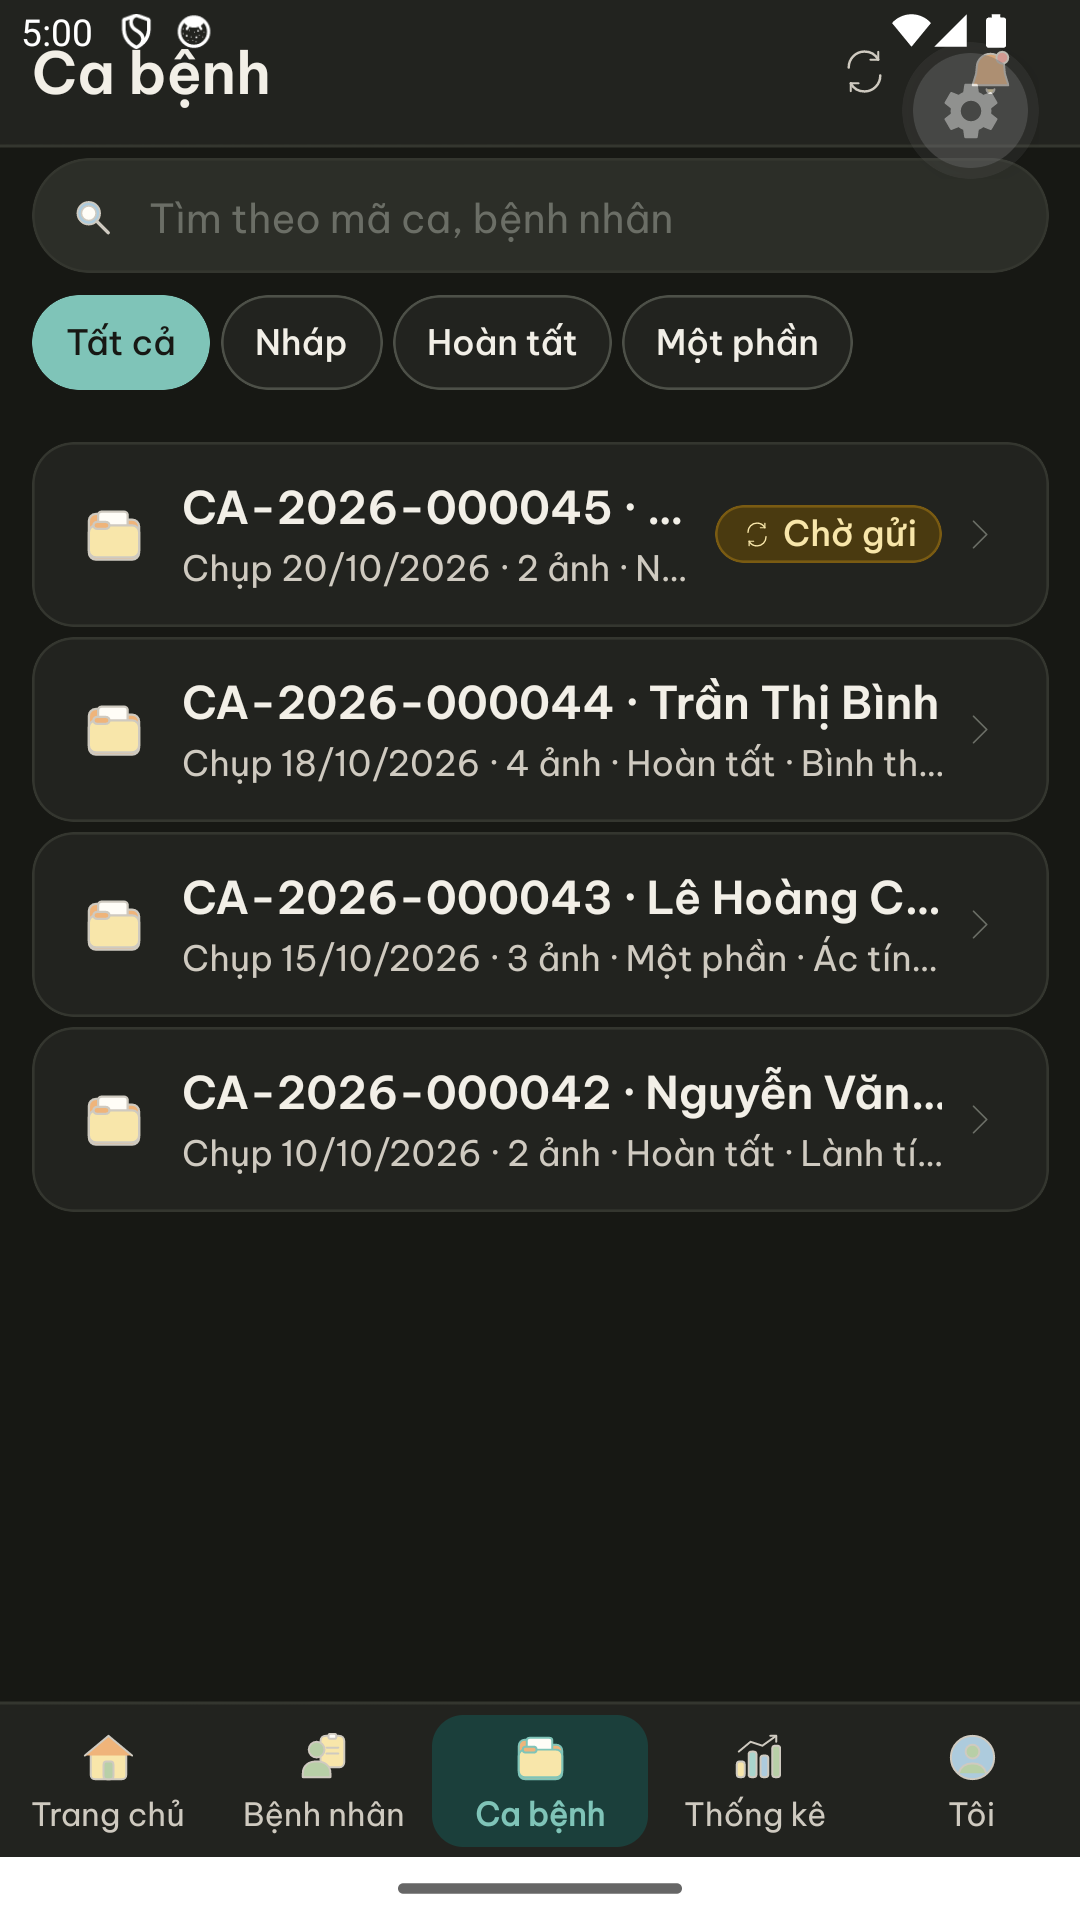 5:00
Ca bệnh
Tìm theo mã ca, bệnh nhân
Tất cả
Nháp
Hoàn tất
Một phần
CA-2026-000045 · ...
Chụp 20/10/2026 · 2 ảnh · N...
Chờ gửi
CA-2026-000044 · Trần Thị Bình
Chụp 18/10/2026 · 4 ảnh · Hoàn tất · Bình th...
CA-2026-000043 · Lê Hoàng C...
Chụp 15/10/2026 · 3 ảnh · Một phần · Ác tín...
CA-2026-000042 · Nguyễn Văn...
Chụp 10/10/2026 · 2 ảnh · Hoàn tất · Lành tí...
Trang chủ
Bệnh nhân
Ca bệnh
Thống kê
Tôi